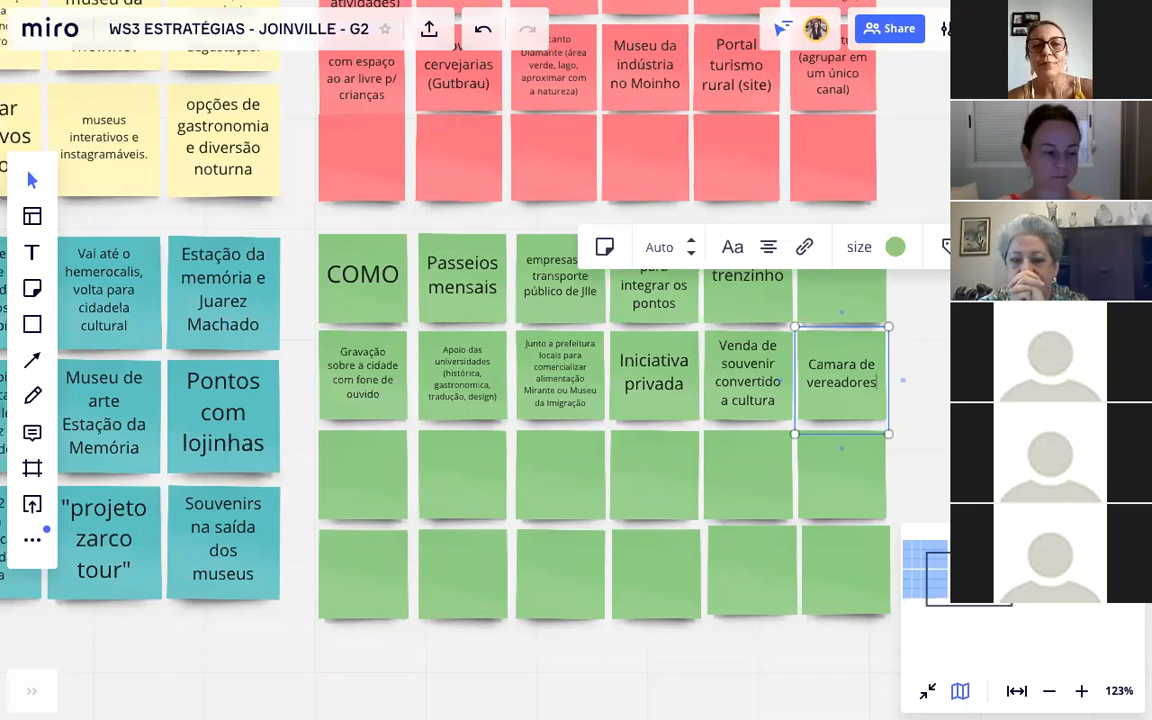 miro
WS3 ESTRATÉGIAS - JOINVILLE - G2
Share
atividades)
com espaço
ao ar livre p/
crianças
cervejarias
(Gutbrau)
Diamante (área
verde, lago,
aproximar com
a natureza)
Museu da
indústria
no Moinho
Portal
turismo
rural (site)
(agrupar em
um único
canal)
museus
interativos e
instagramáveis.
opções de
gastronomia
e diversão
noturna
T
Auto
Aa
size
Vai até o
hemerocalis,
volta para
cidadela
cultural
Estação da
memória e
Juarez
Machado
COMO
Passeios
mensais
empresas
transporte
público de Jlle
para
integrar os
pontos
trenzinho
Gravação
sobre a cidade
com fone de
ouvido
Apoio das
universidades
(histórica,
gastronomica,
tradução, design)
Junto a prefeitura
locais para
comercializar
alimentação
Mirante ou Museu
da Imigração
Iniciativa
privada
Venda de
souvenir
convertido
a cultura
Camara de
vereadores
Museu de
arte
Estação da
Memória
Pontos
com
lojinhas
"projeto
zarco
tour"
Souvenirs
na saída
dos
museus
123%